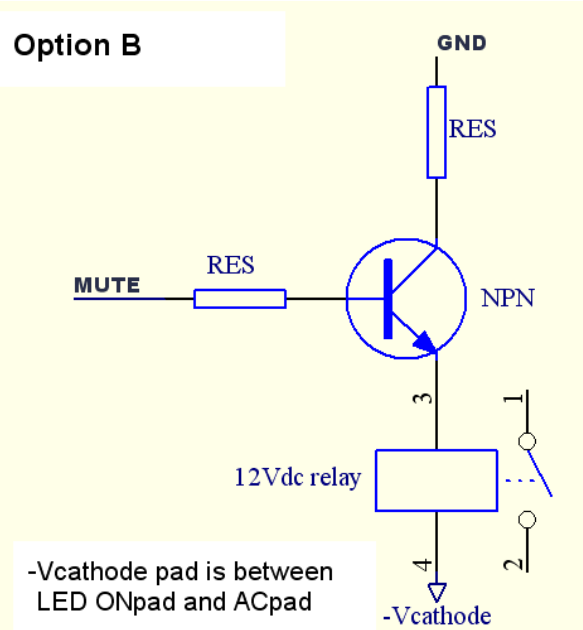 Option B
GND
RES
RES
MUTE
NPN
3
1
12Vdc relay
4
2
-Vcathode pad is between
LED ONpad and ACpad
-Vcathode